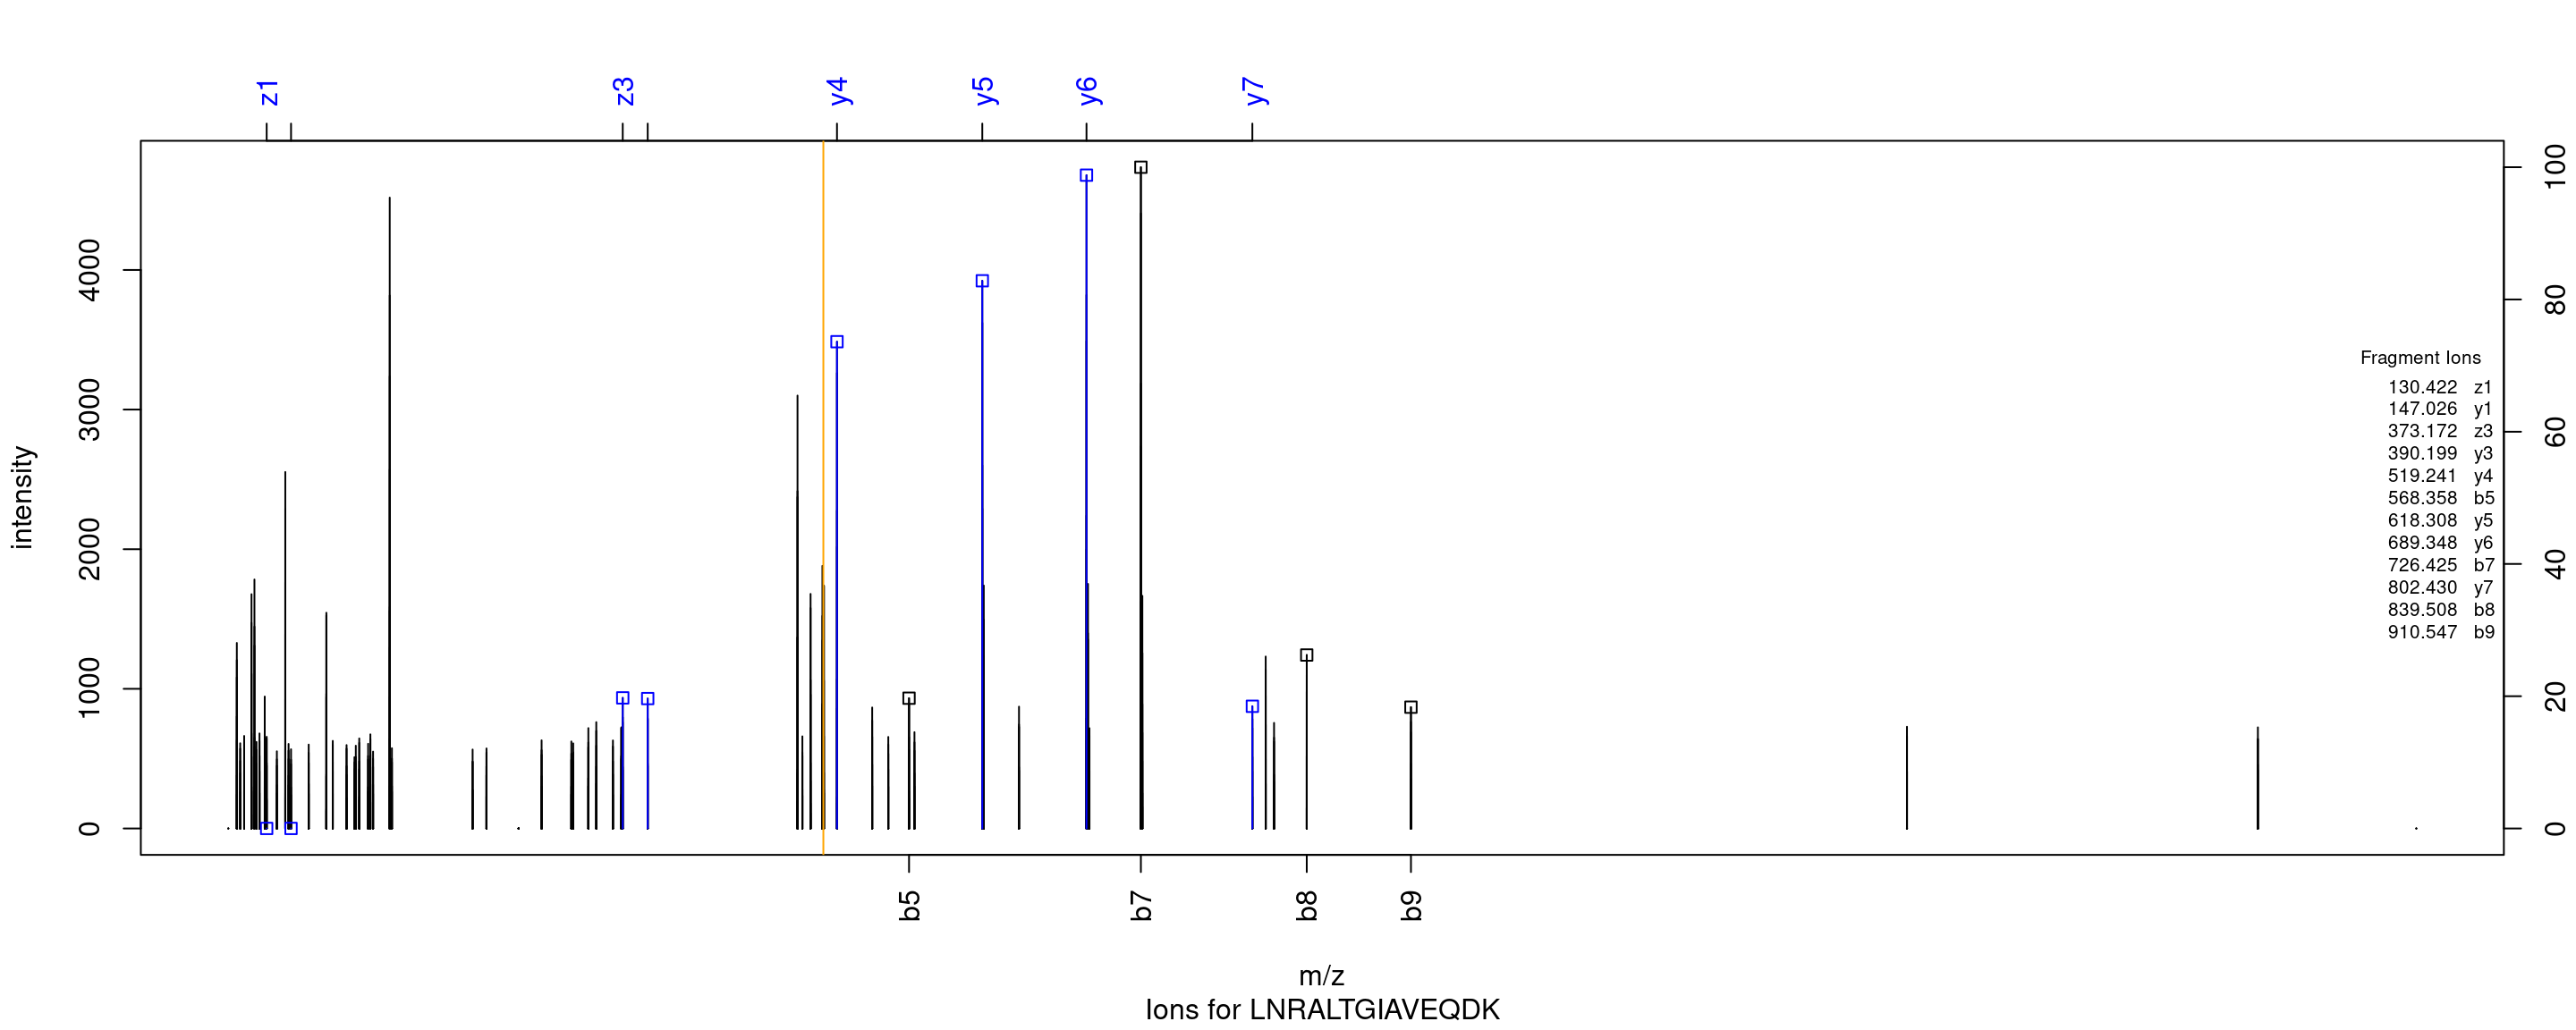 z1 z3 y4 y5 y6 y7
100
80
60
40
20
0
4000
3000
2000
1000
0
intensity
Fragment Ions
130.422 z1
147.026 y1
373.172 z3
390.199 y3
519.241 y4
568.358 b5
618.308 y5
689.348 y6
726.425 b7
802.430 y7
839.508 b8
910.547 b9
b5 b7 b8 b9
m/z
Ions for LNRALTGIAVEQDK